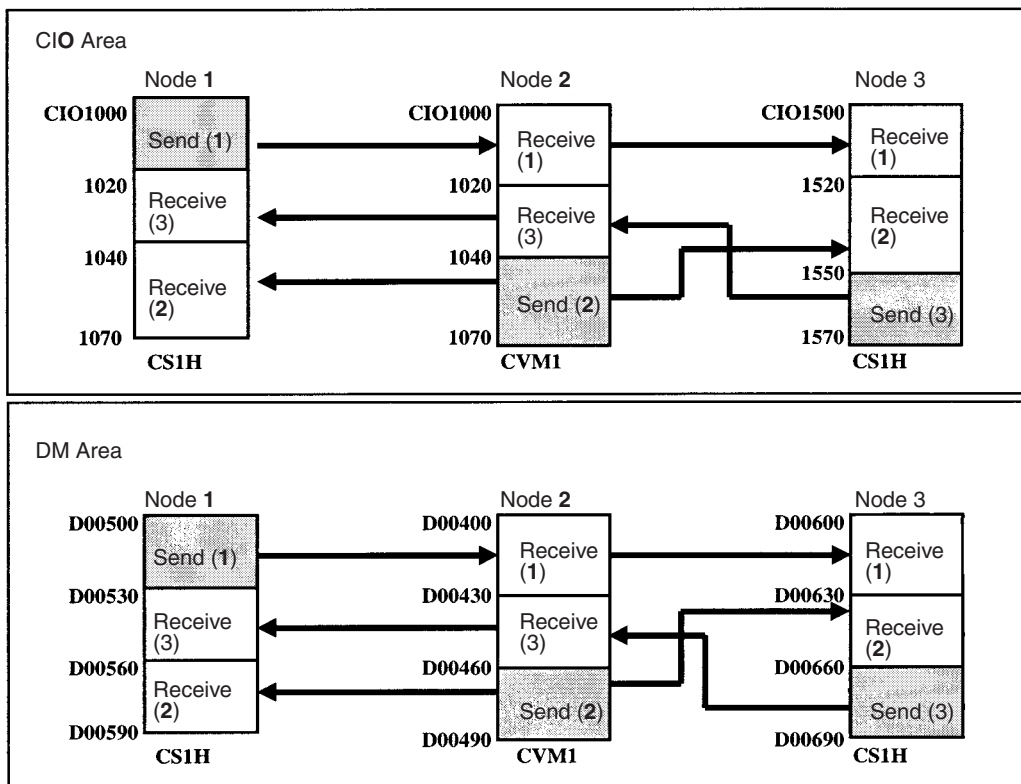 CIO Area
Node 1
Node 2
Node 3
CIO1000
Send (1)
1020
Receive
(3)
1040
Receive
(2)
1070
CS1H
CIO1000
Receive
(1)
1020
Receive
(3)
1040
Send (2)
1070
CVM1
CIO1500
Receive
(1)
1520
Receive
(2)
1550
Send (3)
1570
CS1H
DM Area
Node 1
Node 2
Node 3
D00500
Send (1)
D00530
Receive
(3)
D00560
Receive
(2)
D00590
CS1H
D00400
Receive
(1)
D00430
Receive
(3)
D00460
Send (2)
D00490
CVM1
D00600
Receive
(1)
D00630
Receive
(2)
D00660
Send (3)
D00690
CS1H